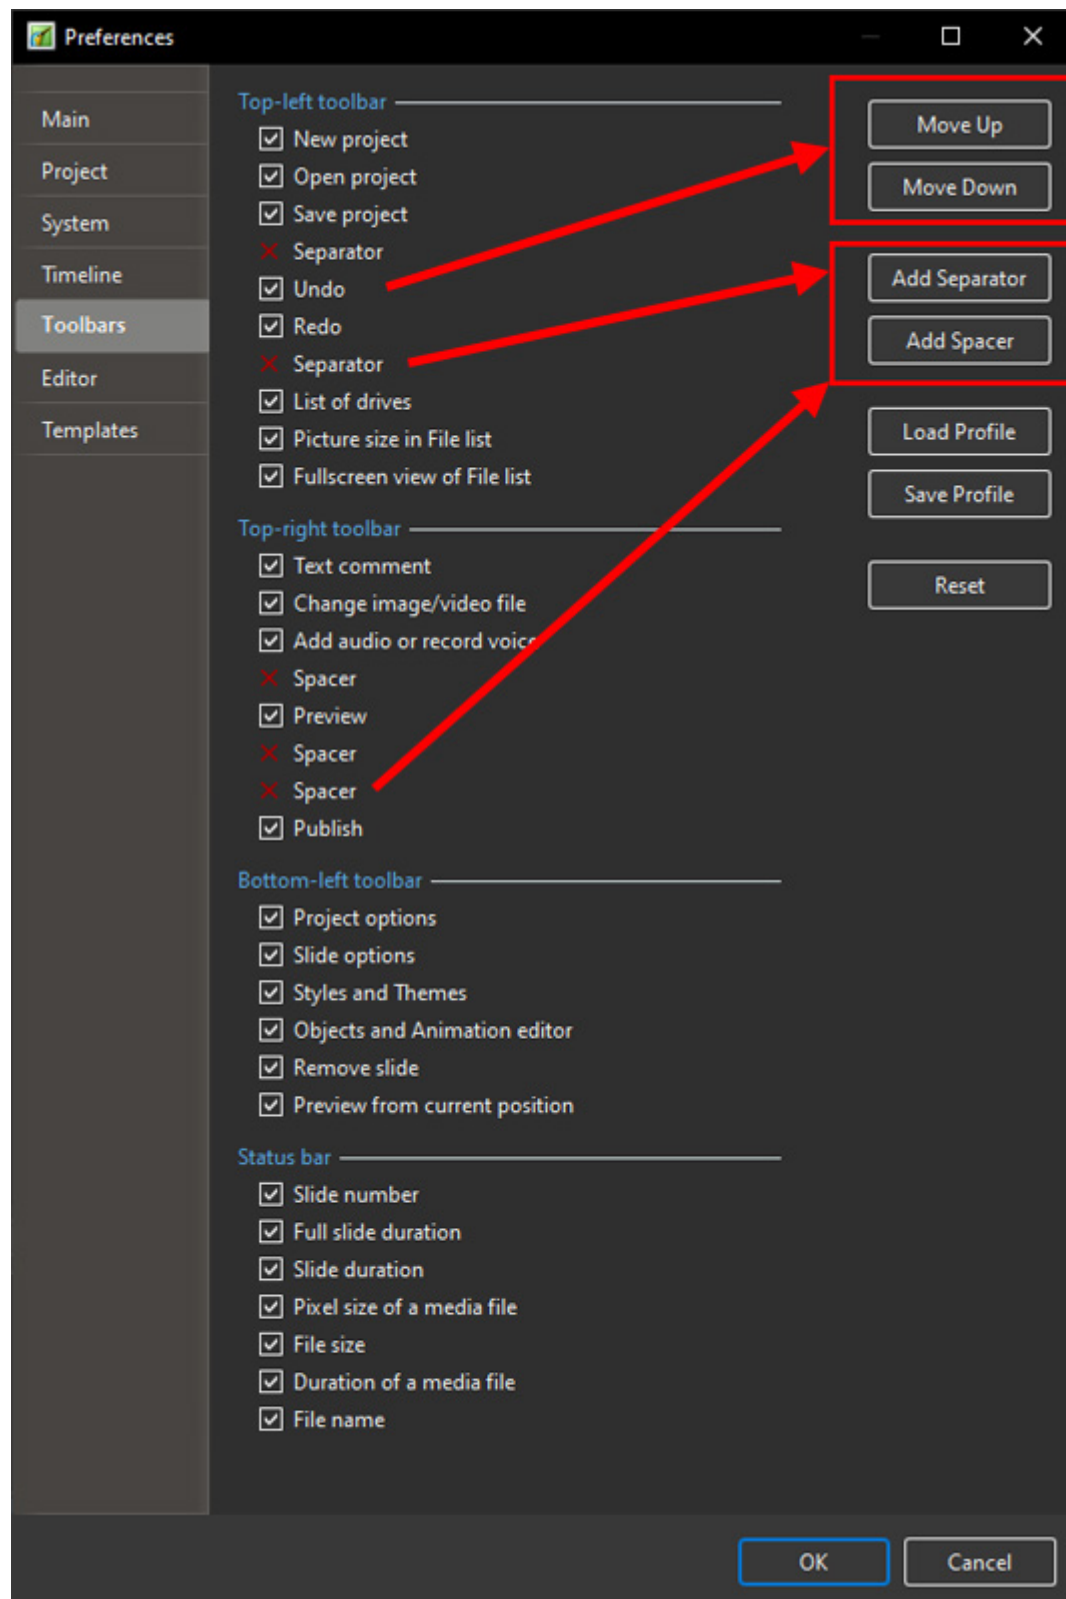 Preferences
Main
Project
System
Timeline
Toolbars
Editor
Templates
Top-left toolbar
New project
Open project
Save project
Separator
Undo
Redo
Separator
List of drives
Picture size in File list
Fullscreen view of File list
Top-right toolbar
Text comment
Change image/video file
Add audio or record voice
Spacer
Preview
Spacer
Spacer
Publish
Bottom-left toolbar
Project options
Slide options
Styles and Themes
Objects and Animation editor
Remove slide
Preview from current position
Status bar
Slide number
Full slide duration
Slide duration
Pixel size of a media file
File size
Duration of a media file
File name
Move Up
Move Down
Add Separator
Add Spacer
Load Profile
Save Profile
Reset
OK
Cancel